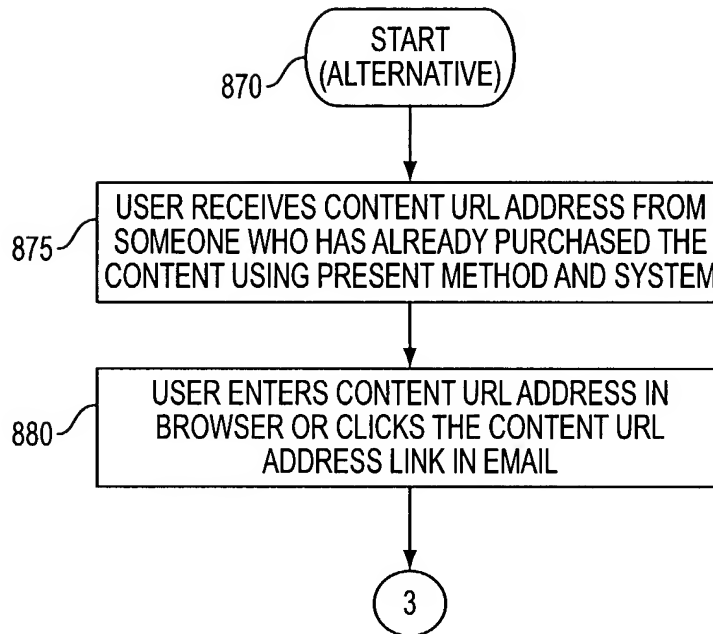 START
(ALTERNATIVE)
870
USER RECEIVES CONTENT URL ADDRESS FROM
SOMEONE WHO HAS ALREADY PURCHASED THE
CONTENT USING PRESENT METHOD AND SYSTEM
875
USER ENTERS CONTENT URL ADDRESS IN
BROWSER OR CLICKS THE CONTENT URL
ADDRESS LINK IN EMAIL
880
3